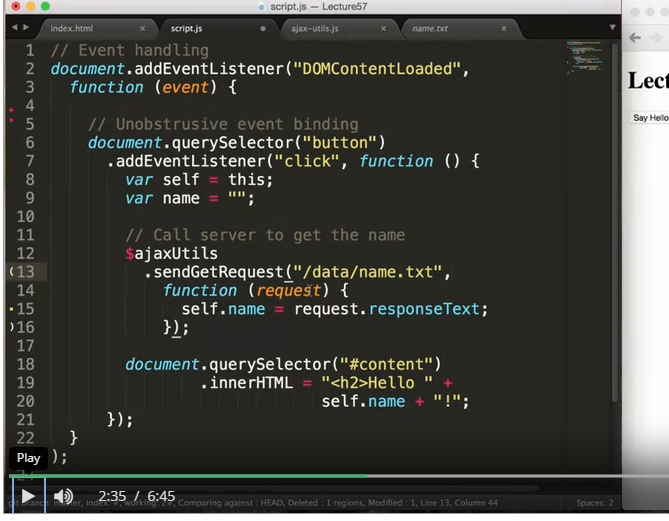 script.js — Lecture57
index.html
script.js
ajax-utils.js
name.txt
1 // Event handling
2 document.addEventListener("DOMContentLoaded",
3 function (event) {
4
5 // Unobstrusive event binding
6 document.querySelector("button")
7 .addEventListener("click", function () {
8 var self = this;
9 var name = "";
10
11 // Call server to get the name
12 $ajaxUtils
13 .sendGetRequest("/data/name.txt",
14 function (request) {
15 self.name = request.responseText;
16 });
17
18 document.querySelector("#content")
19 .innerHTML = "<h2>Hello " +
20 self.name + "!";
21 });
22 }
);
Lect
Say Hello
Play
2:35 / 6:45
master, index: working: Comparing against : HEAD, Deleted : 1 regions, Modified : 1, Line 13, Column 44
Spaces: 2